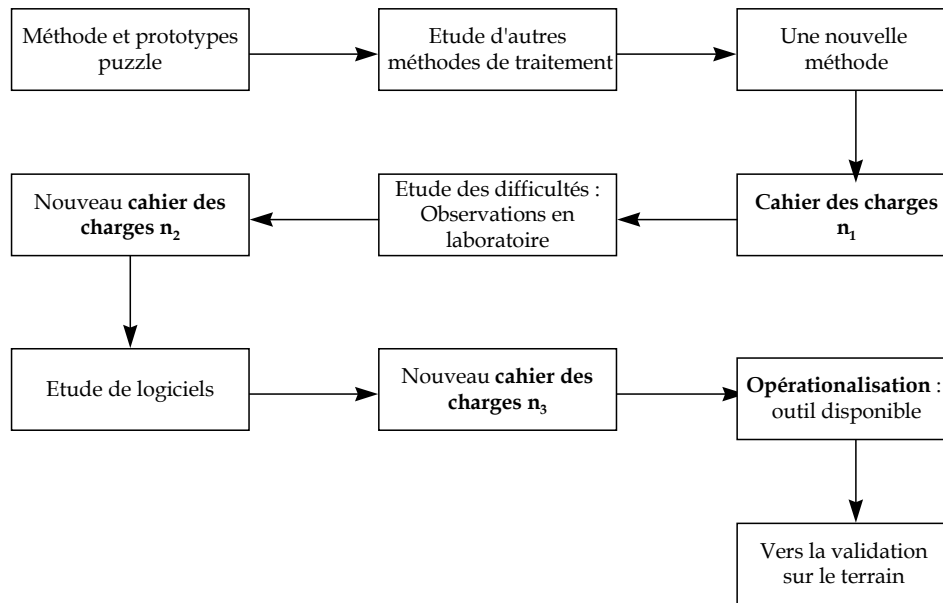 Méthode et prototypes
puzzle
Etude d'autres
méthodes de traitement
Une nouvelle
méthode
Cahier des charges
n1
Etude des difficultés :
Observations en
laboratoire
Nouveau cahier des
charges n2
Etude de logiciels
Nouveau cahier des
charges n3
Opérationalisation :
outil disponible
Vers la validation
sur le terrain